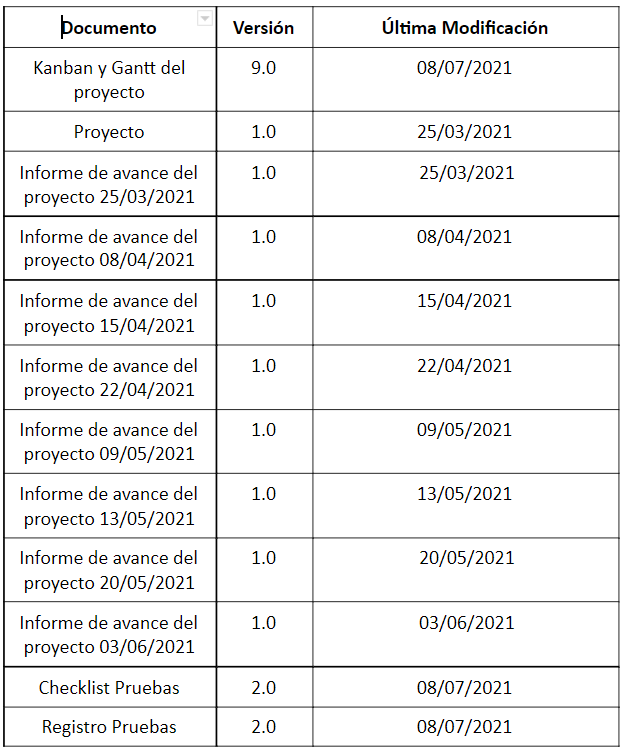 Documento Versión Última Modificación
Kanban y Gantt del 9.0 08/07/2021
proyecto
Proyecto 1.0 25/03/2021
Informe de avance del 1.0 25/03/2021
proyecto 25/03/2021
Informe de avance del 1.0 08/04/2021
proyecto 08/04/2021
Informe de avance del 1.0 15/04/2021
proyecto 15/04/2021
Informe de avance del 1.0 22/04/2021
proyecto 22/04/2021
Informe de avance del 1.0 09/05/2021
proyecto 09/05/2021
Informe de avance del 1.0 13/05/2021
proyecto 13/05/2021
Informe de avance del 1.0 20/05/2021
proyecto 20/05/2021
Informe de avance del 1.0 03/06/2021
proyecto 03/06/2021
Checklist Pruebas 2.0 08/07/2021
Registro Pruebas 2.0 08/07/2021